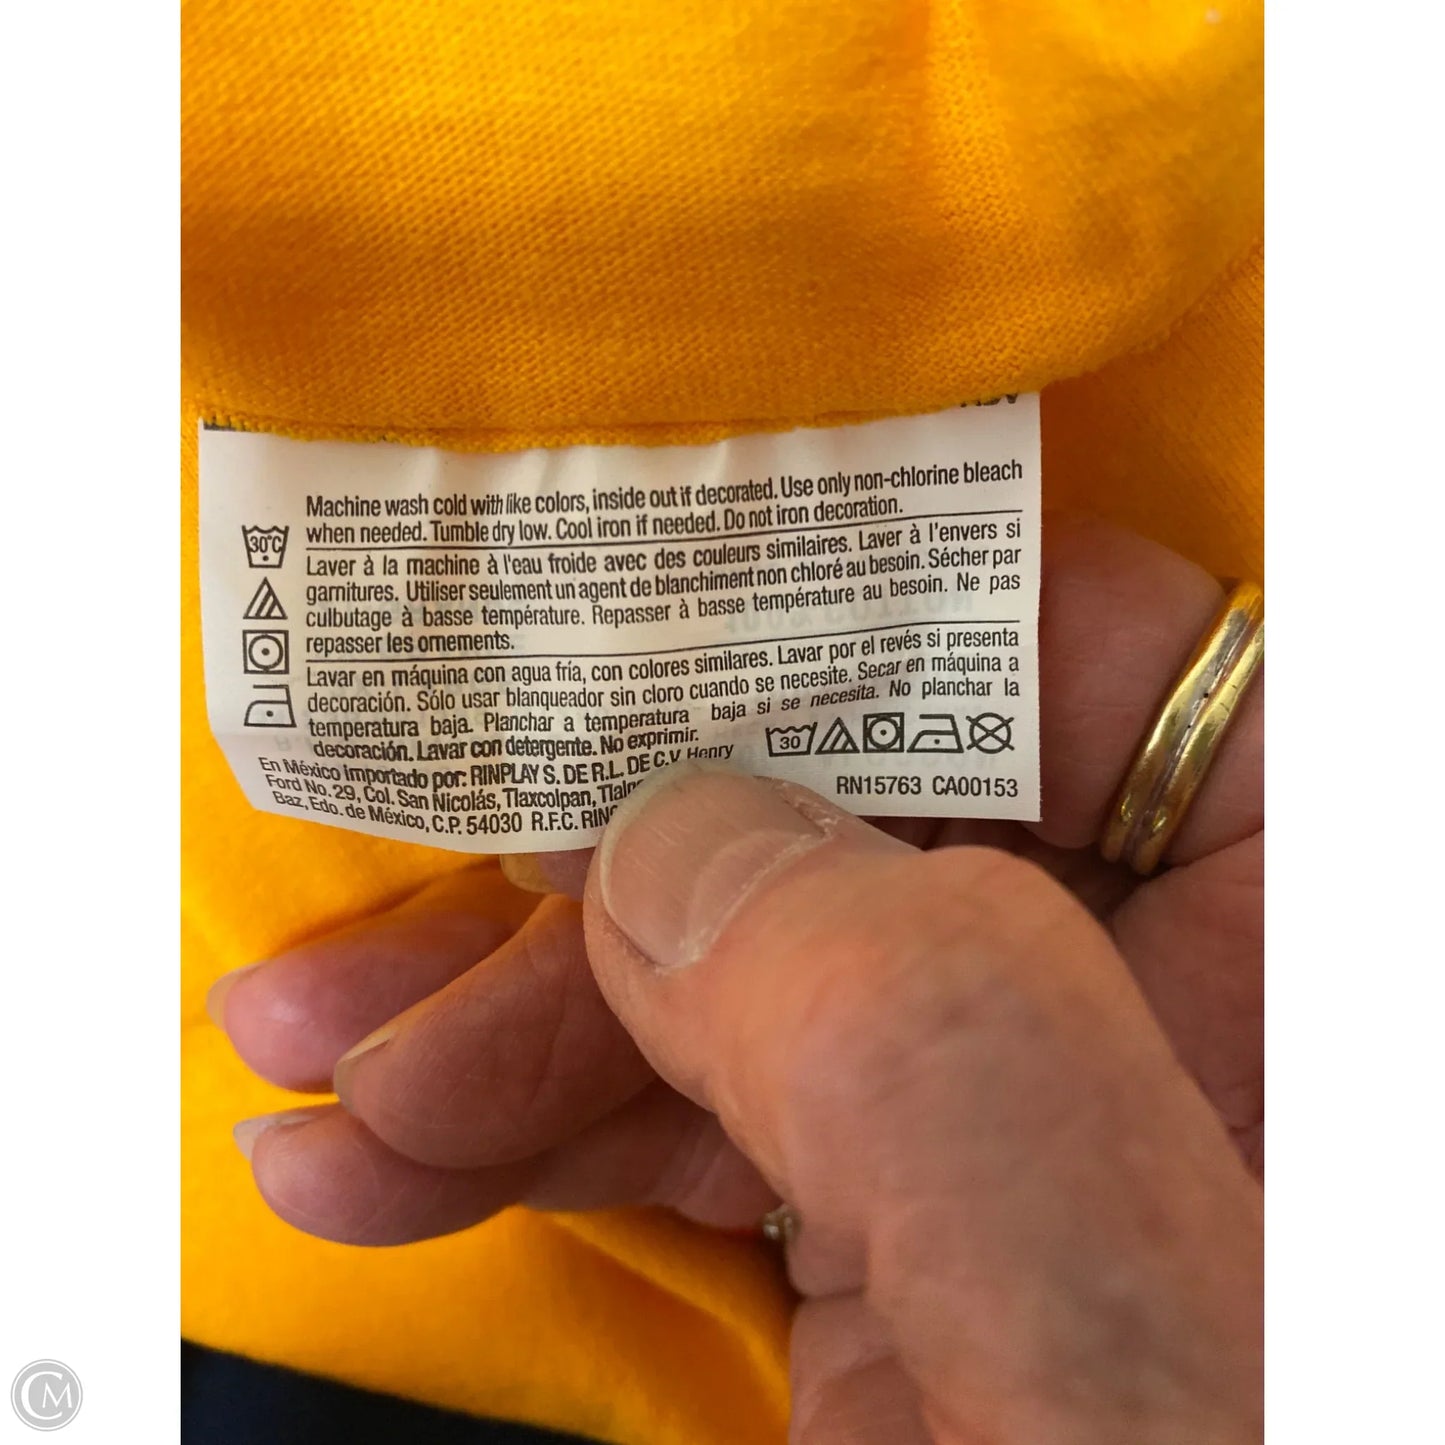 Machine wash cold with like colors, inside out if decorated. Use only non-chlorine bleach
when needed. Tumble dry low. Cool iron if needed. Do not iron decoration.
Laver à la machine à l'eau froide avec des couleurs similaires. Laver à l'envers si
garnitures. Utiliser seulement un agent de blanchiment non chloré au besoin. Sécher par
culbutage à basse température. Repasser à basse température au besoin. Ne pas
repasser les ornements.
Lavar en máquina con agua fría, con colores similares. Lavar por el revés si presenta
decoración. Sólo usar blanqueador sin cloro cuando se necesite. Secar en máquina a
temperatura baja. Planchar a temperatura baja si se necesita. No planchar la
decoración. Lavar con detergente. No exprimir.
En México importado por: RINPLAY S. DE R.L. DE C.V. Henry
Ford No. 29, Col. San Nicolás, Tlaxcolpan,
Baz, Edo. de México, C.P. 54030 R.F.C.
30°C
30
RN15763 CA00153
CM